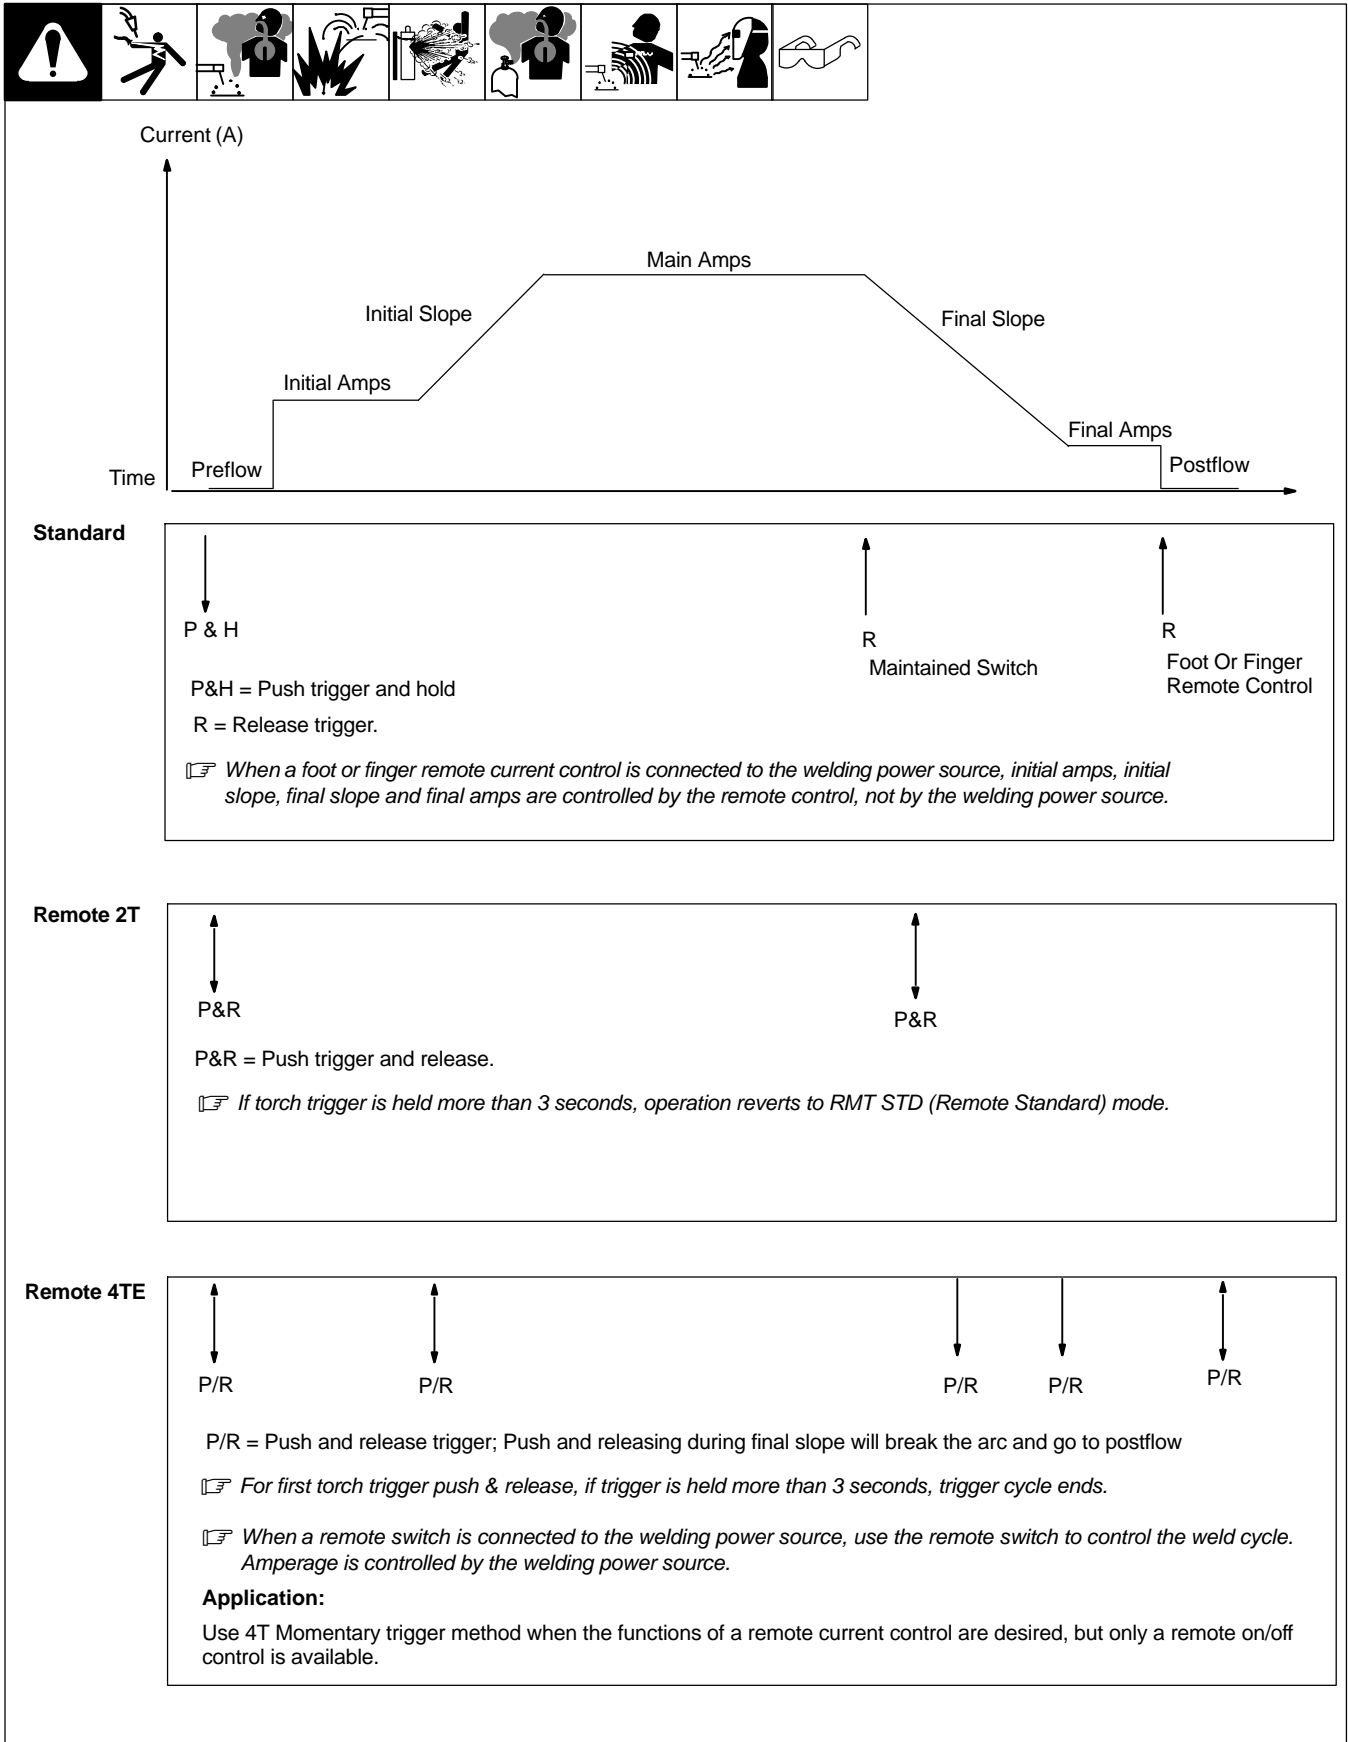 Current (A)
Main Amps
Initial Slope
Final Slope
Initial Amps
Final Amps
Time
Preflow
Postflow
Standard
P & H
R
Maintained Switch
R
Foot Or Finger
Remote Control
P&H = Push trigger and hold
R = Release trigger.
When a foot or finger remote current control is connected to the welding power source, initial amps, initial
slope, final slope and final amps are controlled by the remote control, not by the welding power source.
Remote 2T
P&R
P&R
P&R = Push trigger and release.
If torch trigger is held more than 3 seconds, operation reverts to RMT STD (Remote Standard) mode.
Remote 4TE
P/R
P/R
P/R
P/R
P/R
P/R = Push and release trigger; Push and releasing during final slope will break the arc and go to postflow
For first torch trigger push & release, if trigger is held more than 3 seconds, trigger cycle ends.
When a remote switch is connected to the welding power source, use the remote switch to control the weld cycle.
Amperage is controlled by the welding power source.
Application:
Use 4T Momentary trigger method when the functions of a remote current control are desired, but only a remote on/off
control is available.